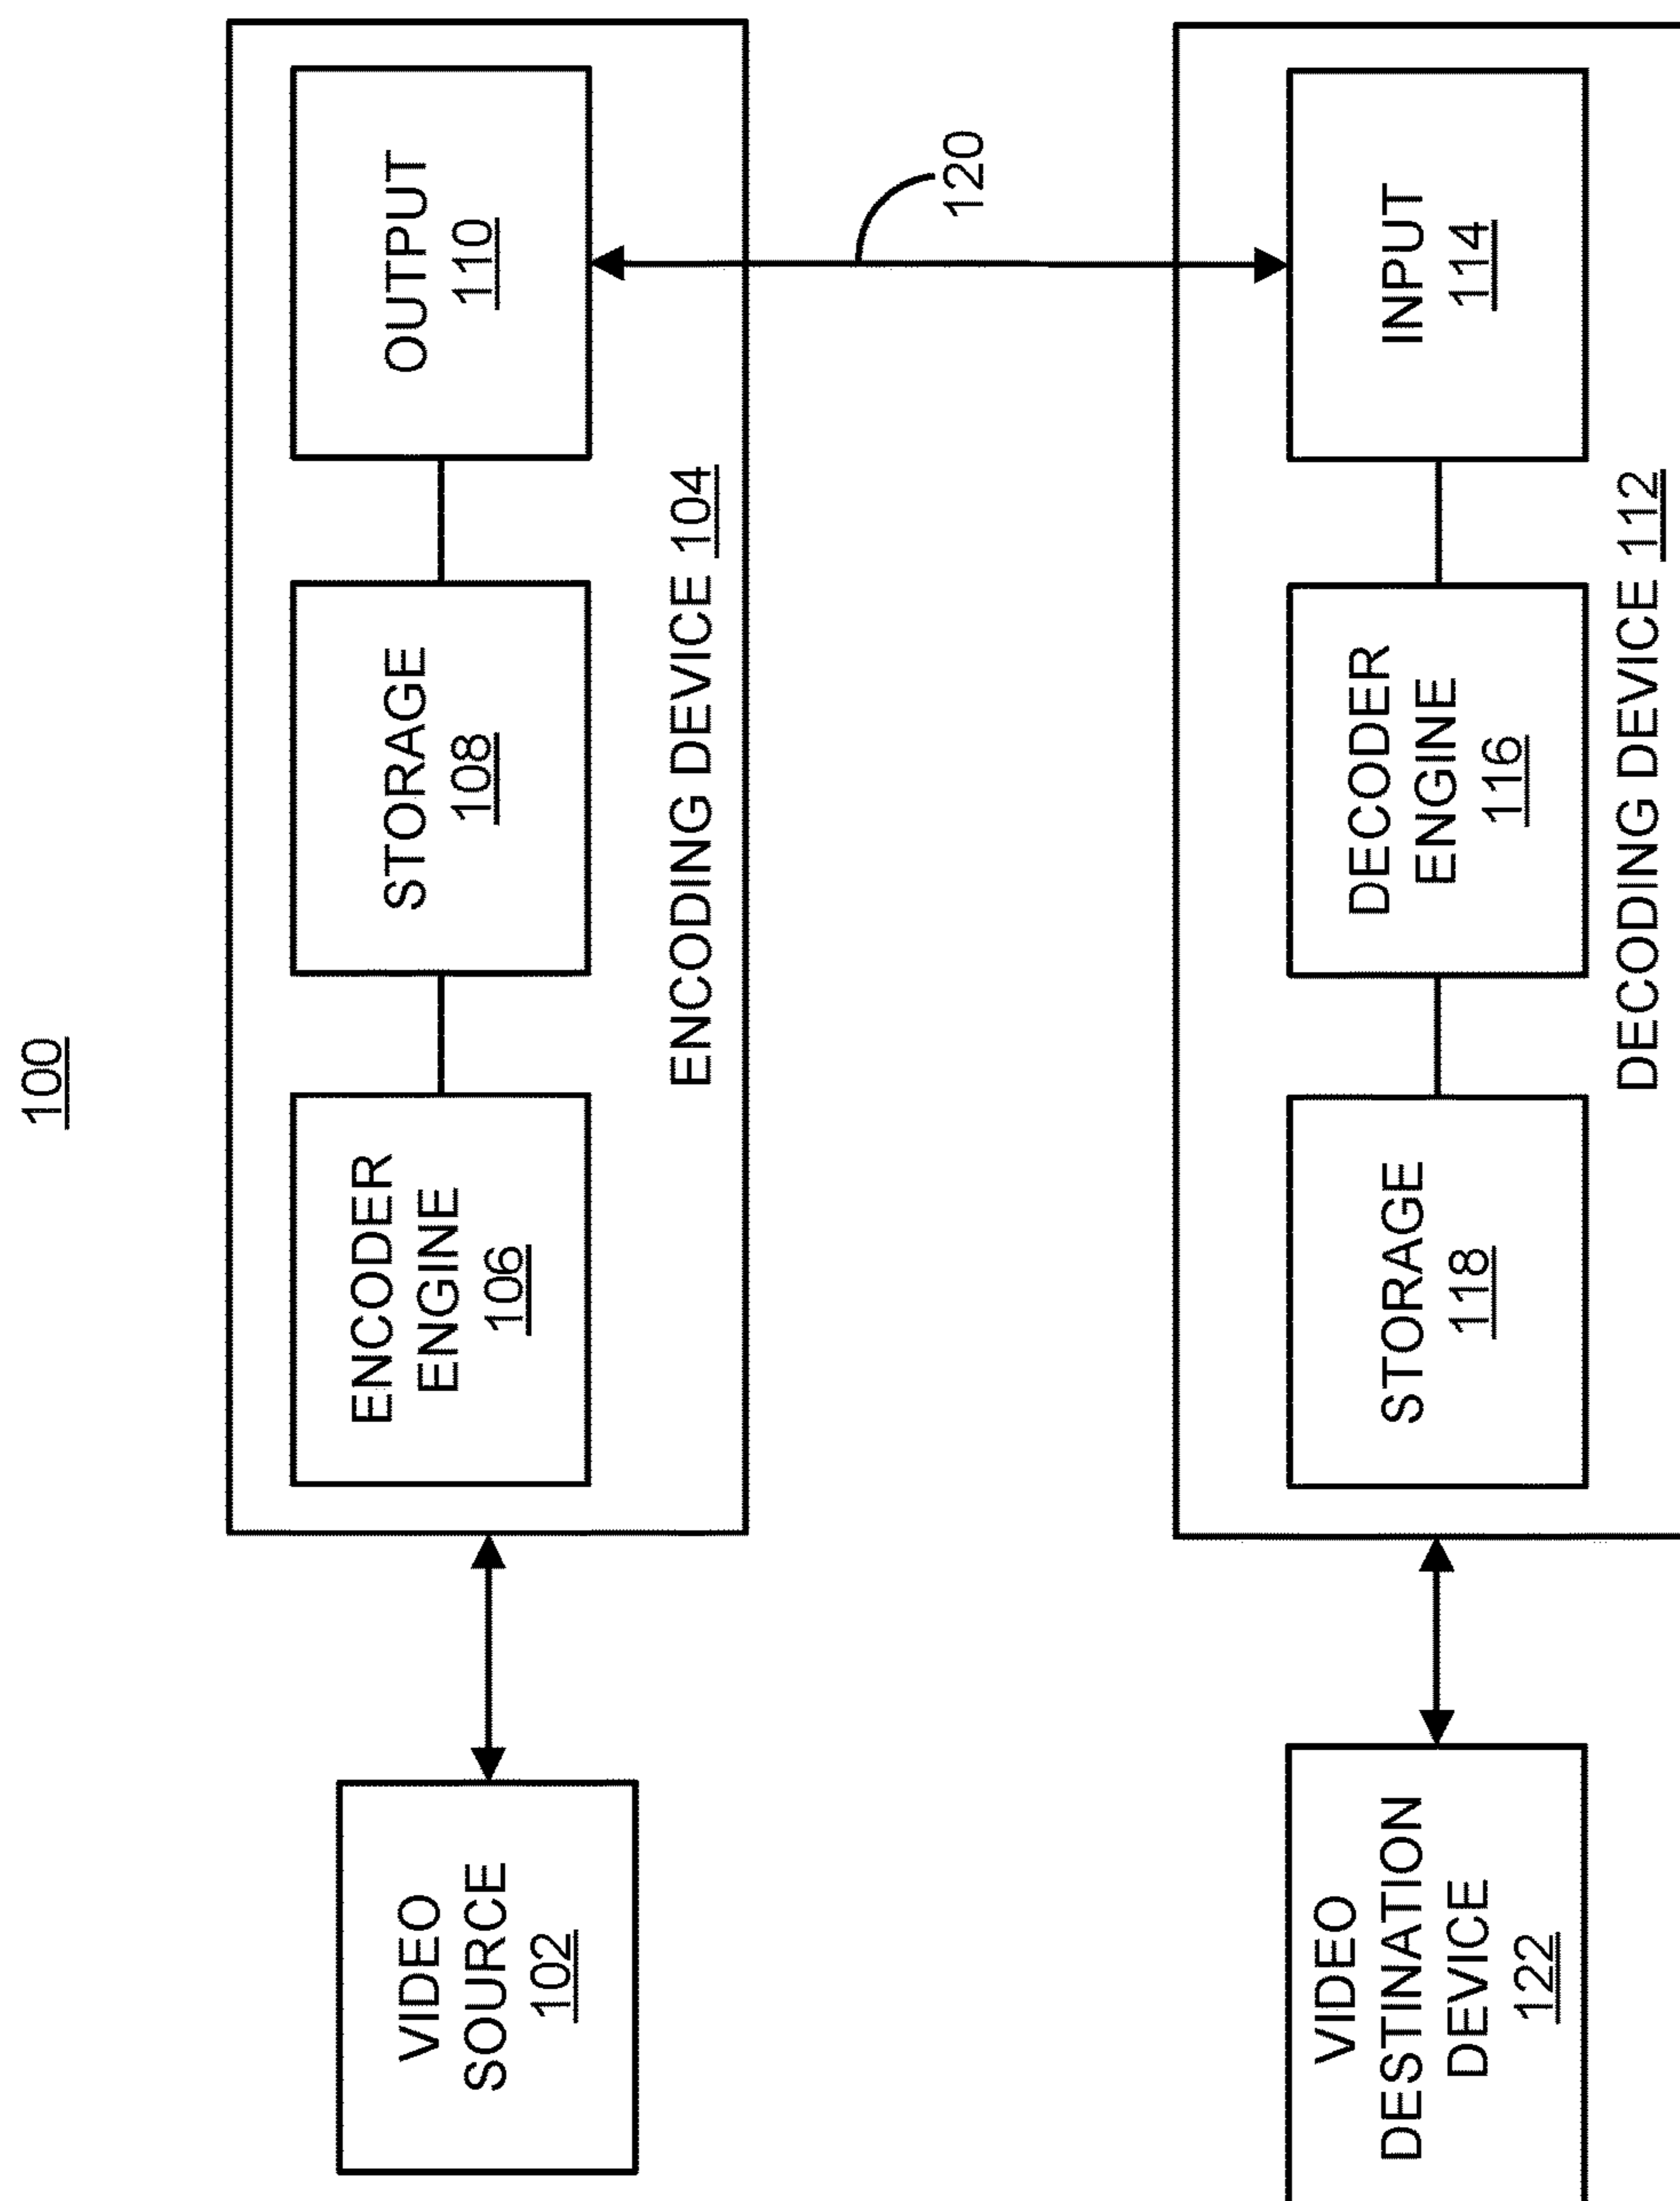 100
VIDEO
SOURCE
102
ENCODER
ENGINE
106
STORAGE
108
OUTPUT
110
ENCODING DEVICE 104
120
VIDEO
DESTINATION
DEVICE
122
STORAGE
118
DECODER
ENGINE
116
INPUT
114
DECODING DEVICE 112